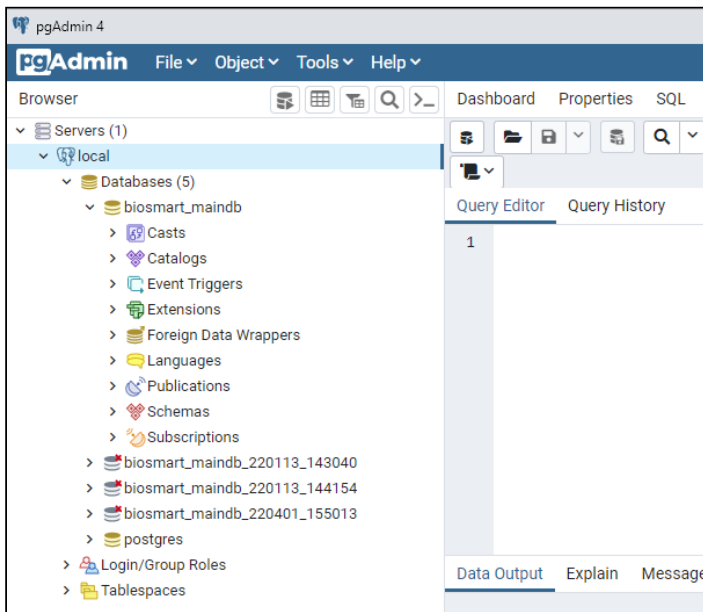 pgAdmin 4
pgAdmin File Object Tools Help
Browser
Dashboard Properties SQL
Servers (1)
local
Databases (5)
biosmart_maindb
Casts
Catalogs
Event Triggers
Extensions
Foreign Data Wrappers
Languages
Publications
Schemas
Subscriptions
biosmart_maindb_220113_143040
biosmart_maindb_220113_144154
biosmart_maindb_220401_155013
postgres
Login/Group Roles
Tablespaces
Query Editor Query History
1
Data Output Explain Message